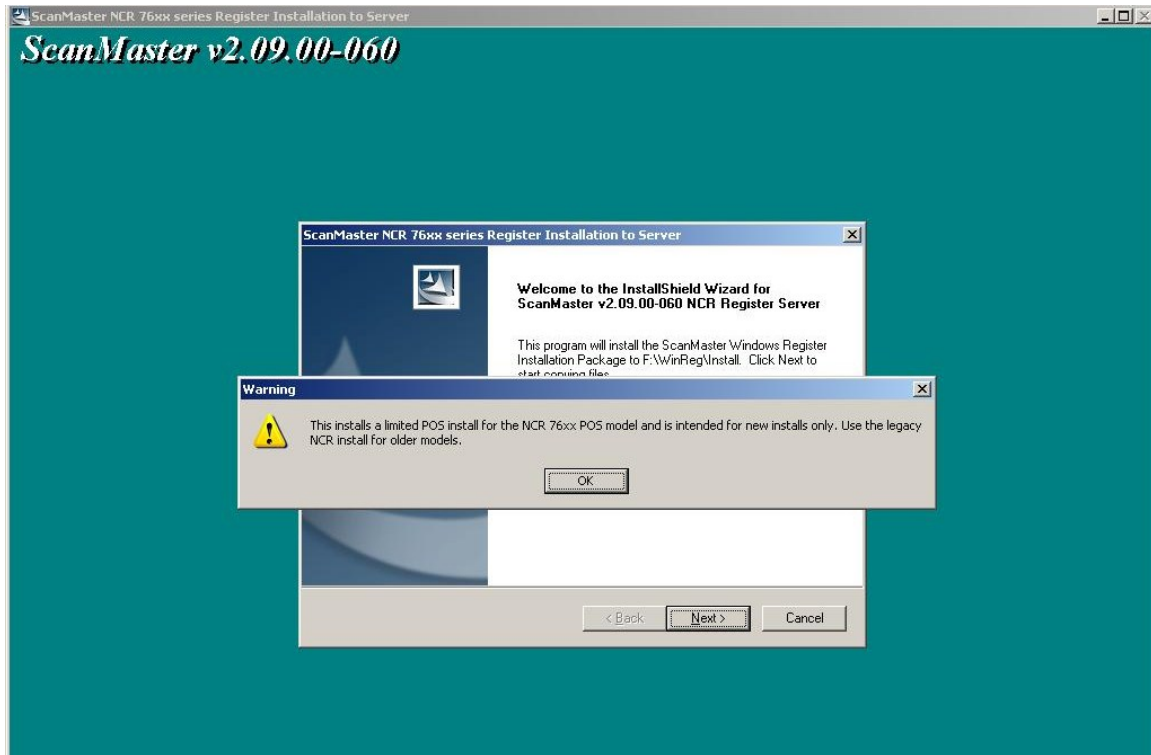 ScanMaster NCR 76xx series Register Installation to Server
ScanMaster v2.09.00-060
ScanMaster NCR 76xx series Register Installation to Server
Welcome to the InstallShield Wizard for
ScanMaster v2.09.00-060 NCR Register Server
This program will install the ScanMaster Windows Register
Installation Package to F:\WinReg\Install. Click Next to
start copying files.
Warning
This installs a limited POS install for the NCR 76xx POS model and is intended for new installs only. Use the legacy
NCR install for older models.
OK
< Back
Next >
Cancel